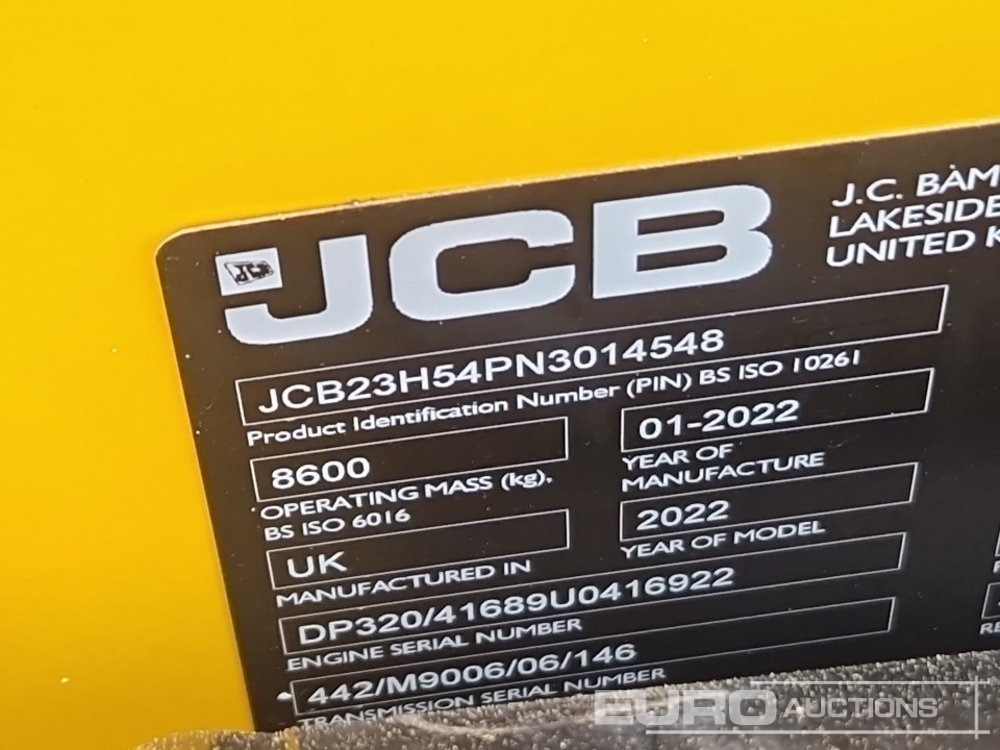 JCB
J.C. BAM
LAKESIDE
UNITED K
JCB23H54PN3014548
Product Identification Number (PIN) BS ISO 10261
8600
01-2022
OPERATING MASS (kg),
BS ISO 6016
YEAR OF
MANUFACTURE
UK
2022
MANUFACTURED IN
YEAR OF MODEL
DP320/41689U0416922
ENGINE SERIAL NUMBER
442/M9006/06/146
TRANSMISSION SERIAL NUMBER
EURO AUCTIONS